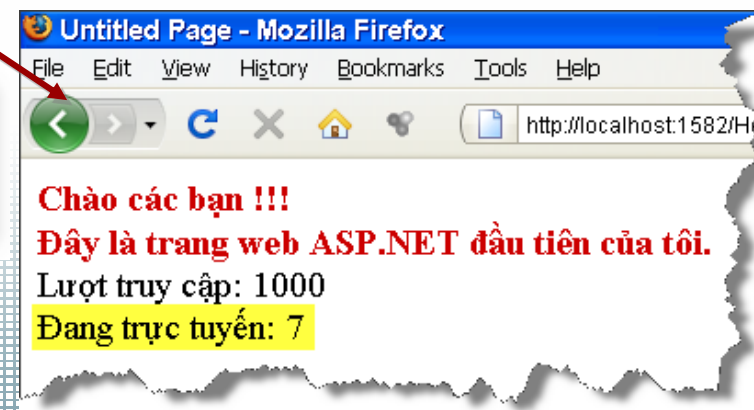 Untitled Page - Mozilla Firefox
File Edit View History Bookmarks Tools Help
http://localhost:1582/H
Chào các bạn !!!
Đây là trang web ASP.NET đầu tiên của tôi.
Lượt truy cập: 1000
Đang trực tuyến: 7